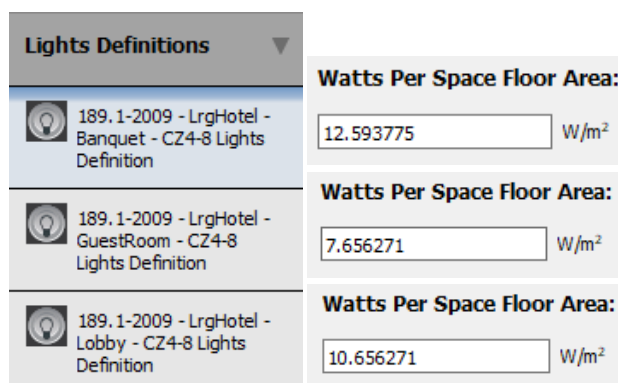 Lights Definitions
189.1-2009 - LrgHotel -
Banquet - CZ4-8 Lights
Definition
Watts Per Space Floor Area:
12.593775 W/m²
189.1-2009 - LrgHotel -
GuestRoom - CZ4-8
Lights Definition
Watts Per Space Floor Area:
7.656271 W/m²
189.1-2009 - LrgHotel -
Lobby - CZ4-8 Lights
Definition
Watts Per Space Floor Area:
10.656271 W/m²